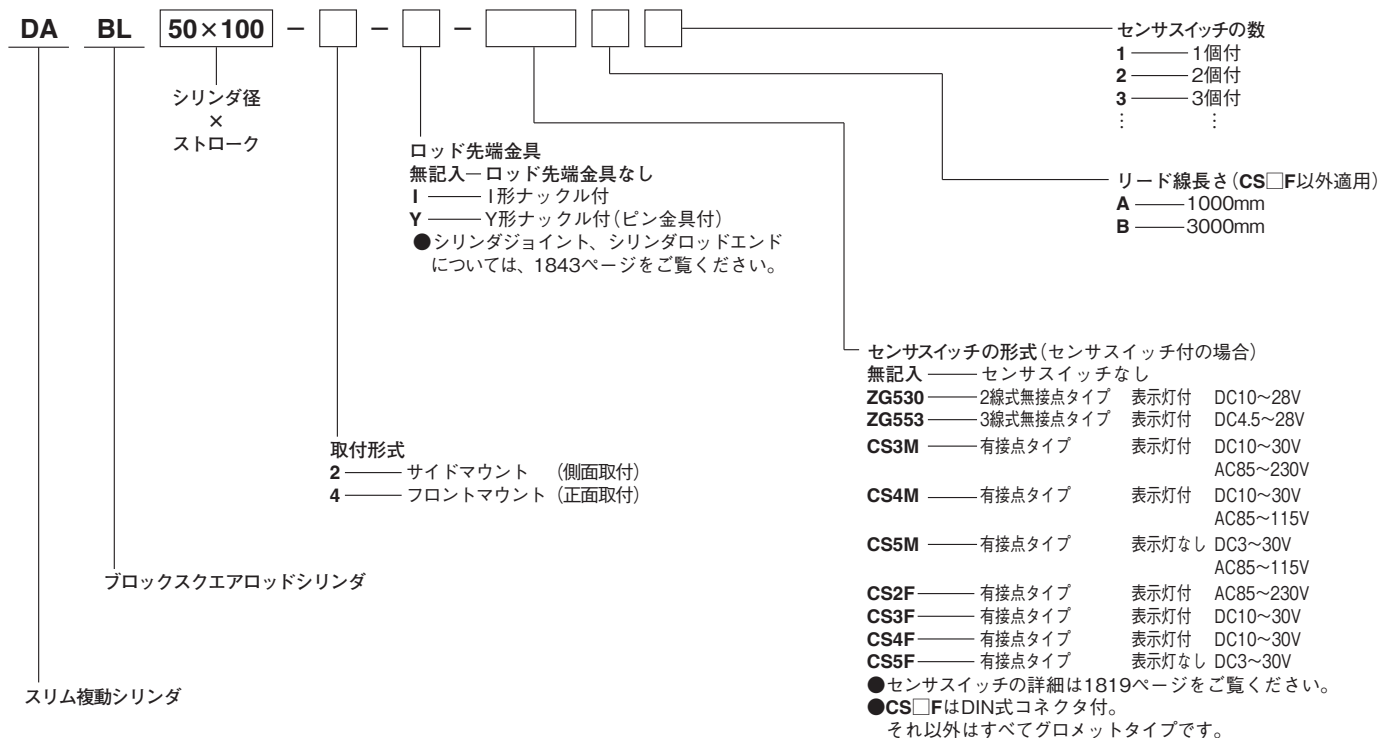 DA BL 50×100 － □ － □ － □ □ □
シリンダ径
×
ストローク
ロッド先端金具
無記入―ロッド先端金具なし
I ―― I形ナックル付
Y ―― Y形ナックル付(ピン金具付)
●シリンダジョイント、シリンダロッドエンド
については、1843ページをご覧ください。
センサスイッチの数
1 ―― 1個付
2 ―― 2個付
3 ―― 3個付
⋮ ⋮
リード線長さ(CS□F以外適用)
A ―― 1000mm
B ―― 3000mm
取付形式
2 ―― サイドマウント (側面取付)
4 ―― フロントマウント (正面取付)
ブロックスクエアロッドシリンダ
スリム複動シリンダ
センサスイッチの形式(センサスイッチ付の場合)
無記入 ―― センサスイッチなし
ZG530 ―― 2線式無接点タイプ 表示灯付 DC10～28V
ZG553 ―― 3線式無接点タイプ 表示灯付 DC4.5～28V
CS3M ―― 有接点タイプ 表示灯付 DC10～30V
AC85～230V
CS4M ―― 有接点タイプ 表示灯付 DC10～30V
AC85～115V
CS5M ―― 有接点タイプ 表示灯なし DC3～30V
AC85～115V
CS2F ―― 有接点タイプ 表示灯付 AC85～230V
CS3F ―― 有接点タイプ 表示灯付 DC10～30V
CS4F ―― 有接点タイプ 表示灯付 DC10～30V
CS5F ―― 有接点タイプ 表示灯なし DC3～30V
●センサスイッチの詳細は1819ページをご覧ください。
●CS□FはDIN式コネクタ付。
それ以外はすべてグロメットタイプです。